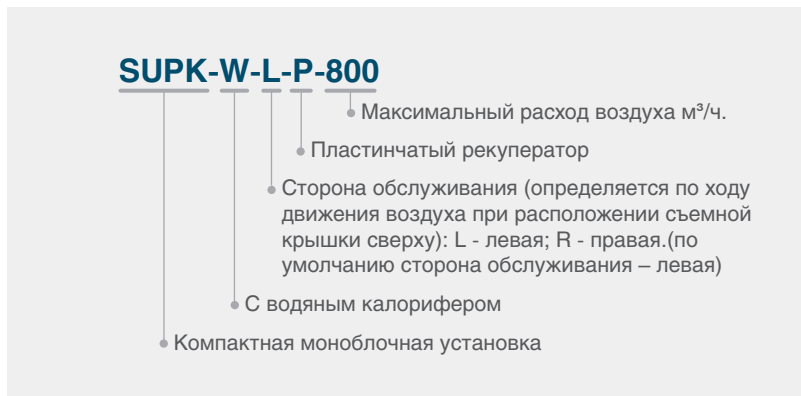 SUPK-W-L-P-800
Максимальный расход воздуха м³/ч.
Пластинчатый рекуператор
Сторона обслуживания (определяется по ходу
движения воздуха при расположении съемной
крышки сверху): L - левая; R - правая.(по
умолчанию сторона обслуживания – левая)
С водяным калорифером
Компактная моноблочная установка